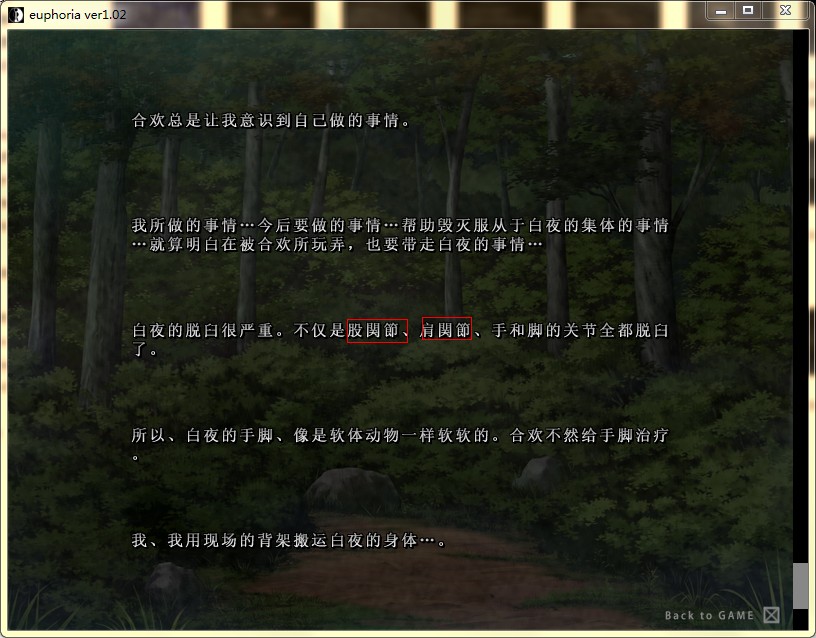 euphoria ver1.02
合欢总是让我意识到自己做的事情。
我所做的事情…今后要做的事情…帮助毁灭服从于白夜的集体的事情
…就算明白在被合欢所玩弄，也要带走白夜的事情…
白夜的脱臼很严重。不仅是股関節、肩関節、手和脚的关节全都脱臼
了。
所以、白夜的手脚、像是软体动物一样软软的。合欢不然给手脚治疗
。
我、我用现场的背架搬运白夜的身体…。
Back to GAME